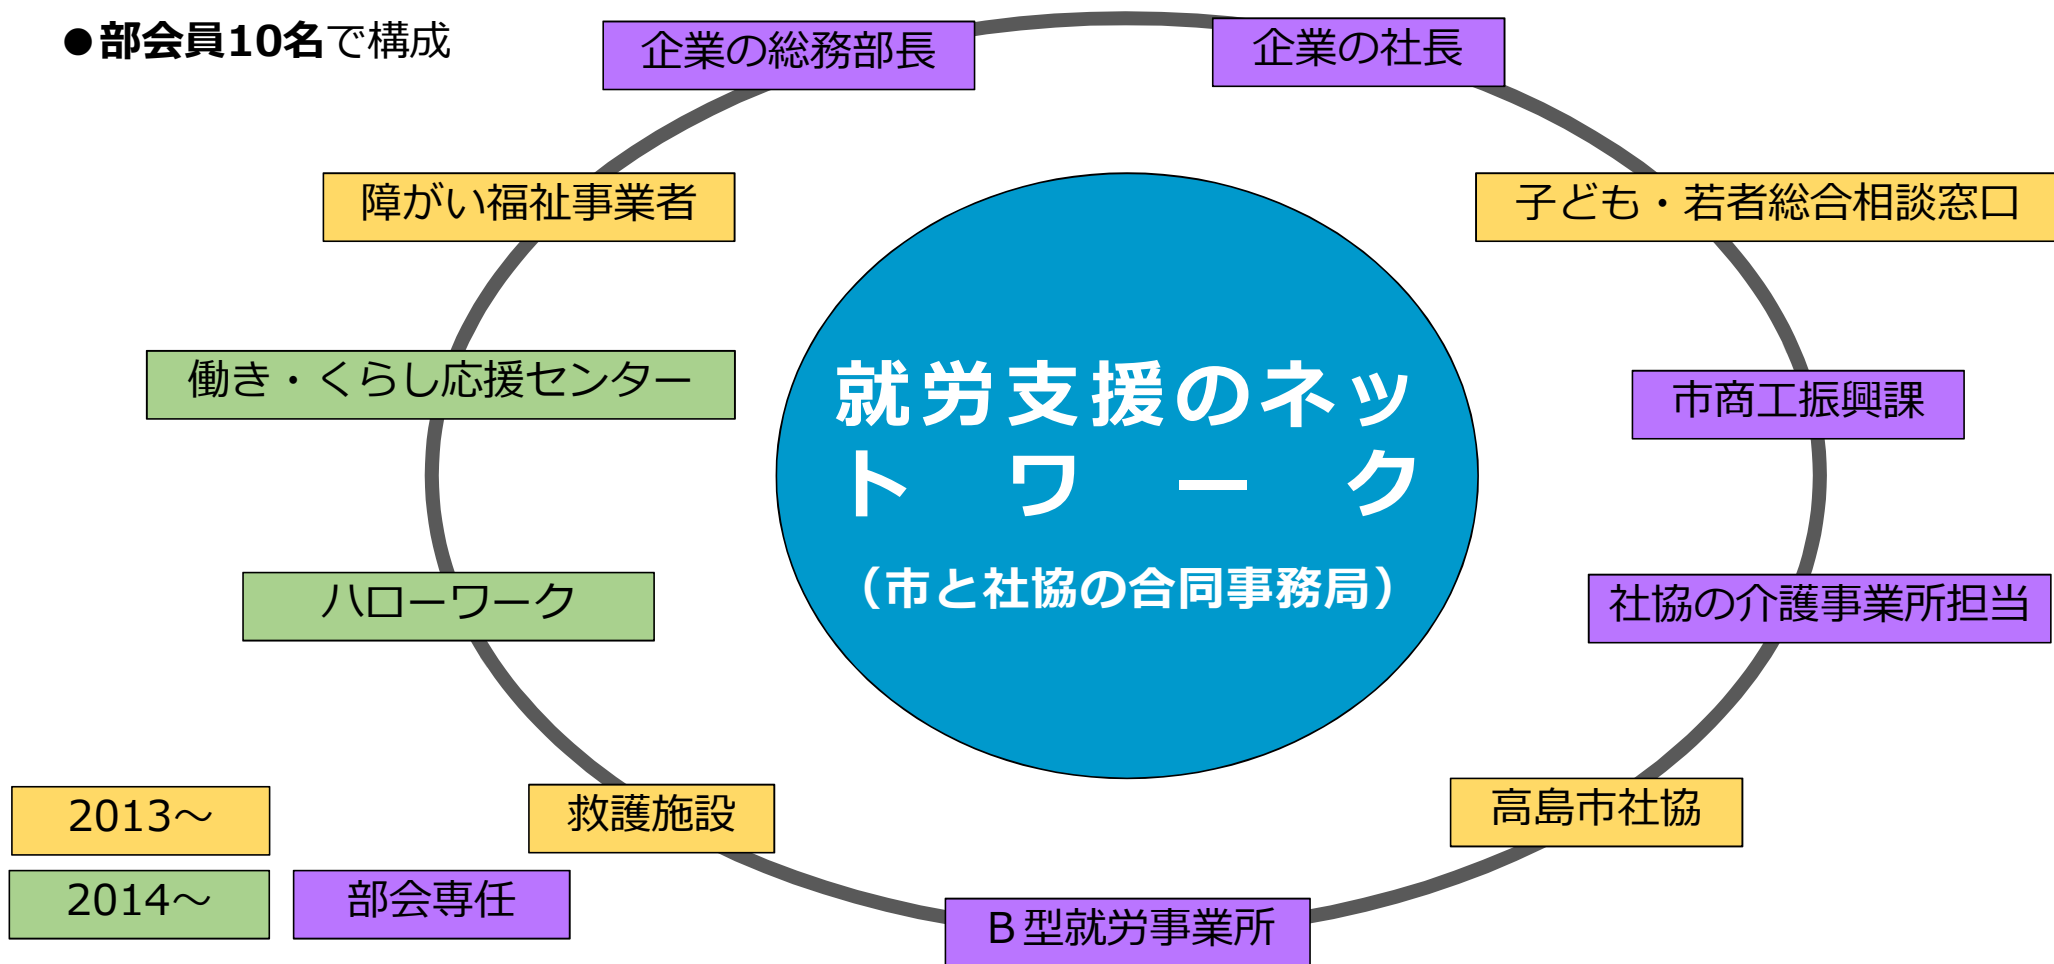 ●部会員10名で構成
企業の総務部長
企業の社長
障がい福祉事業者
子ども・若者総合相談窓口
働き・くらし応援センター
市商工振興課
就労支援のネッ
トワーク
（市と社協の合同事務局）
ハローワーク
社協の介護事業所担当
救護施設
高島市社協
B型就労事業所
2013～
2014～
部会専任